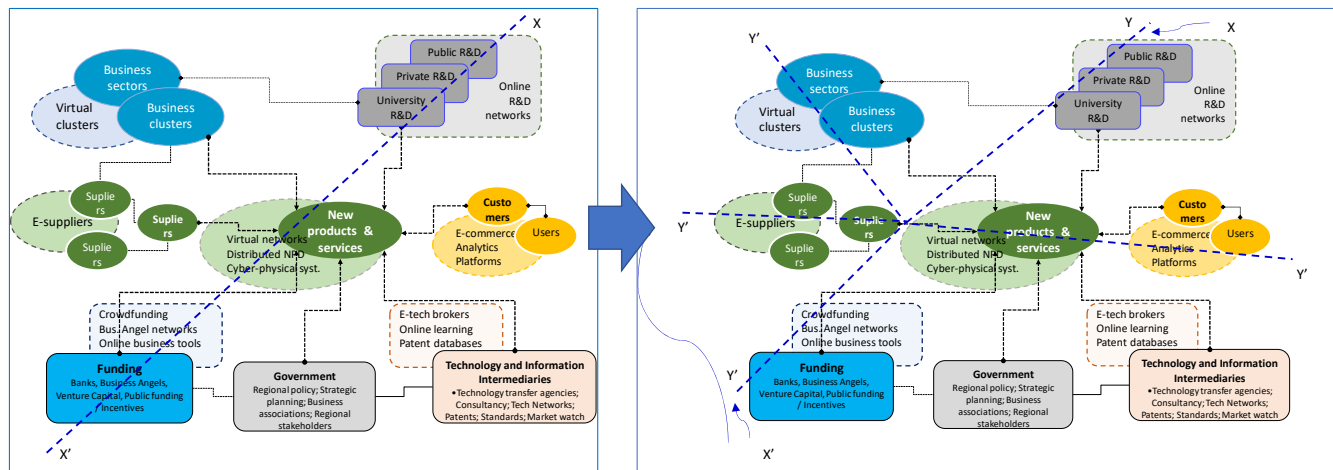 X
Public R&D
Private R&D
University
R&D
Online
R&D
networks
Business
sectors
Virtual
clusters
Business
clusters
E-suppliers
Suplie
rs
Suplie
rs
Suplie
rs
New
products &
services
Virtual networks
Distributed NPD
Cyber-physical syst.
Custo
mers
Users
E-commerce
Analytics
Platforms
Crowdfunding
Bus. Angel networks
Online business tools
E-tech brokers
Online learning
Patent databases
Funding
Banks, Business Angels,
Venture Capital, Public funding
/ Incentives
Government
Regional policy; Strategic
planning; Business
associations; Regional
stakeholders
Technology and Information
Intermediaries
•Technology transfer agencies;
Consultancy; Tech Networks;
Patents; Standards; Market watch
X'
Y'
Y
X
Public R&D
Private R&D
University
R&D
Online
R&D
networks
Business
sectors
Virtual
clusters
Business
clusters
Y'
E-suppliers
Suplie
rs
Suplie
rs
Suplie
rs
New
products &
services
Virtual networks
Distributed NPD
Cyber-physical syst.
Custo
mers
Users
E-commerce
Analytics
Platforms
Y'
Crowdfunding
Bus. Angel networks
Online business tools
E-tech brokers
Online learning
Patent databases
Y'
Funding
Banks, Business Angels,
Venture Capital, Public funding
/ Incentives
Government
Regional policy; Strategic
planning; Business
associations; Regional
stakeholders
Technology and Information
Intermediaries
•Technology transfer agencies;
Consultancy; Tech Networks;
Patents; Standards; Market watch
X'